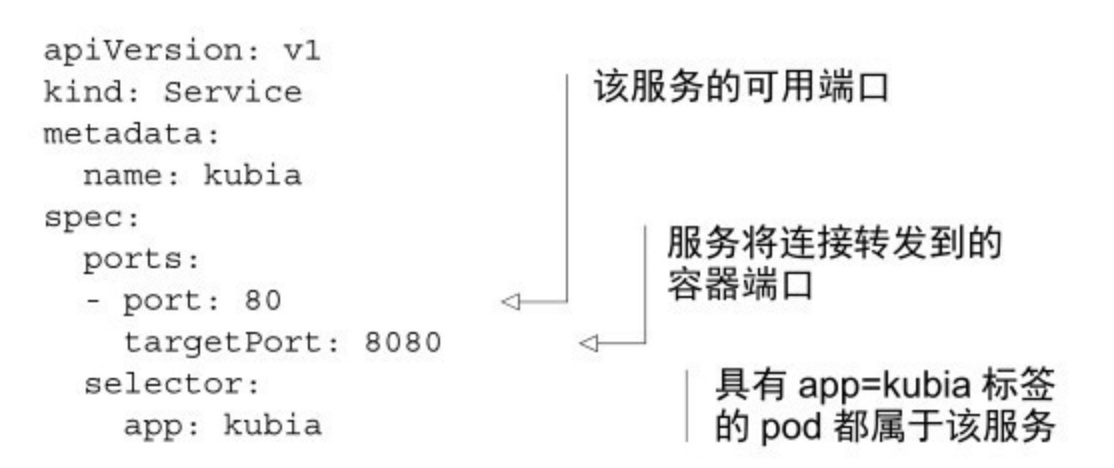 apiVersion: v1
kind: Service
metadata:
  name: kubia
spec:
  ports:
  - port: 80
    targetPort: 8080
  selector:
    app: kubia
该服务的可用端口
服务将连接转发到的
容器端口
具有 app=kubia 标签
的 pod 都属于该服务